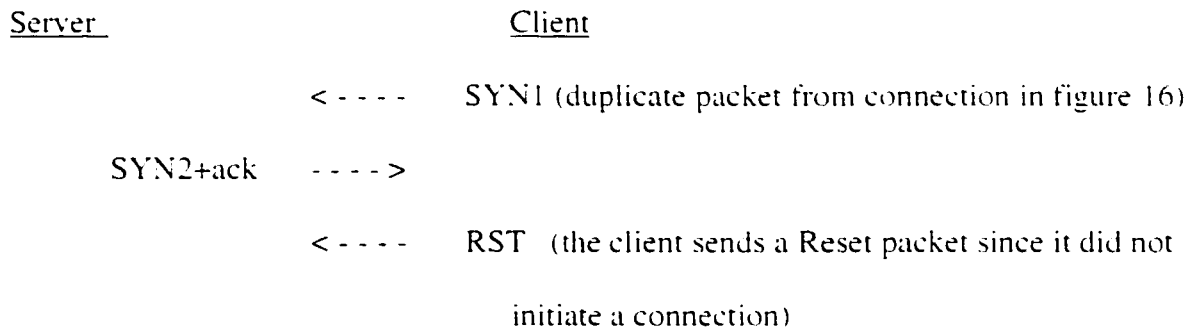 Server Client
< - - - - SYN1 (duplicate packet from connection in figure 16)
SYN2+ack - - - - >
< - - - - RST (the client sends a Reset packet since it did not
initiate a connection)